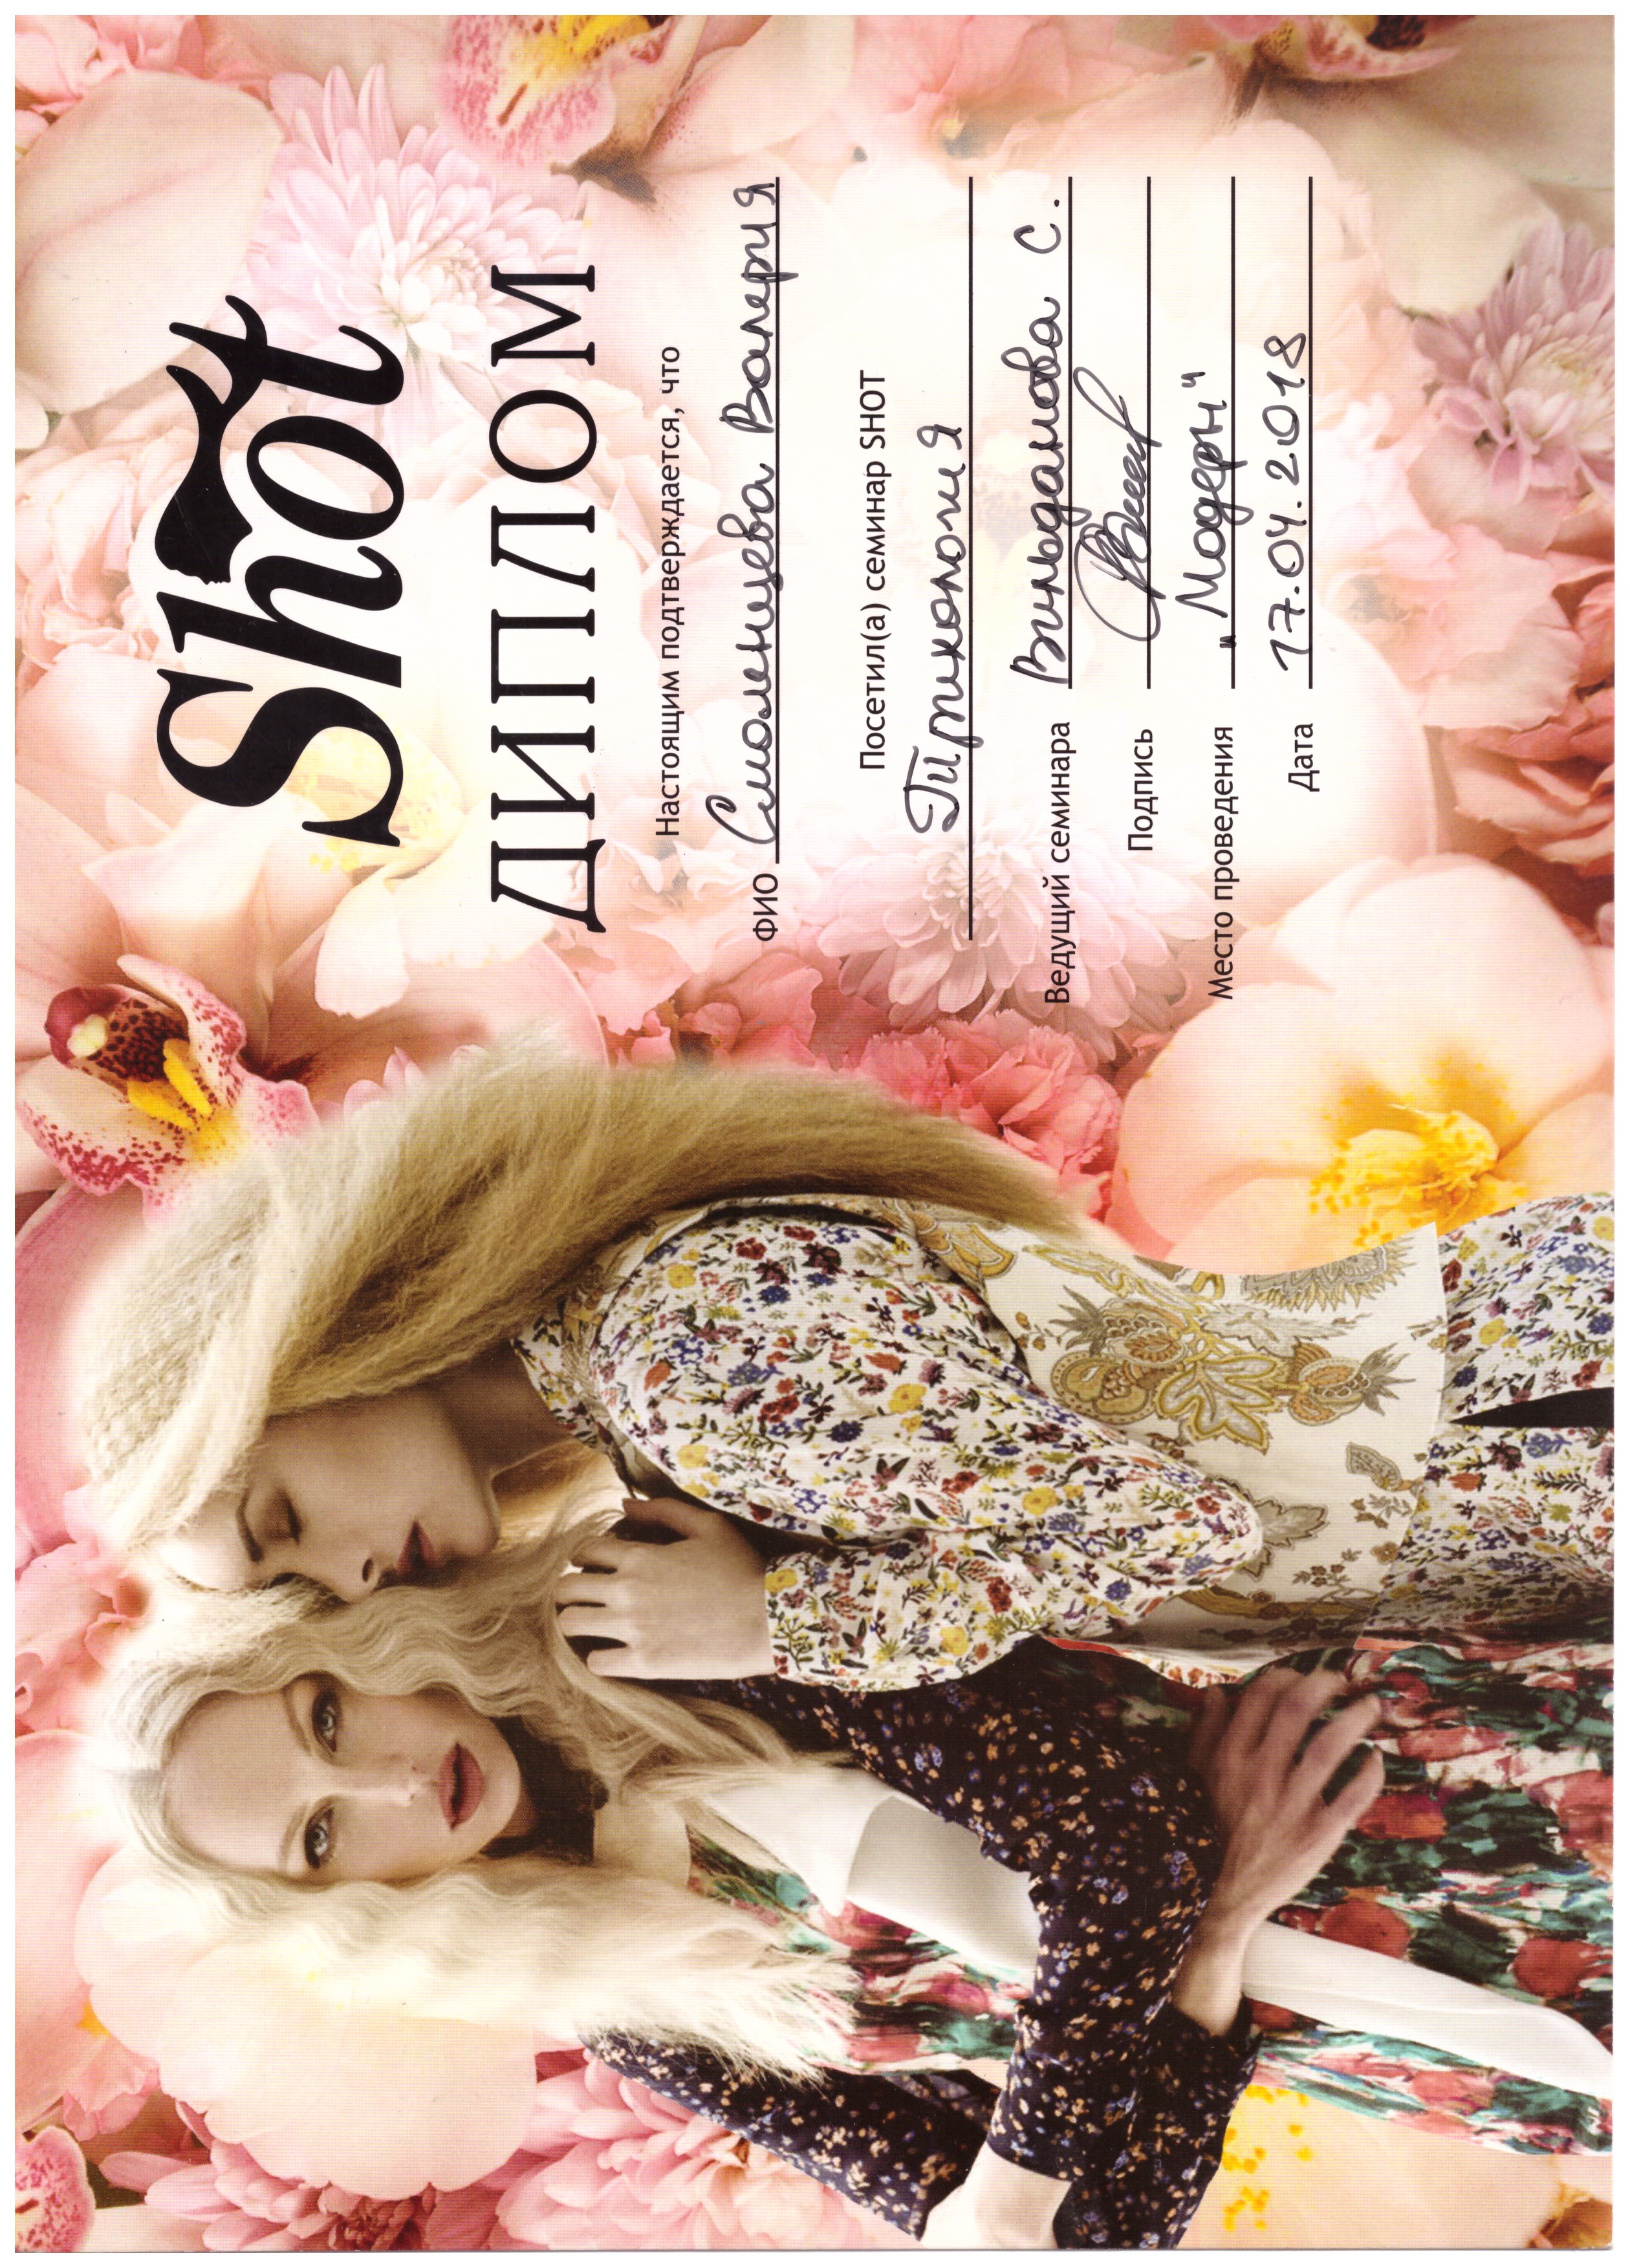 Shot
ДИПЛОМ
Настоящим подтверждается, что
ФИО Смоленцева Валерия
Посетил(а) семинар SHOT
Трихология
Ведущий семинара Вильданова С.
Подпись
Место проведения "Модерн"
Дата 17.04.2018